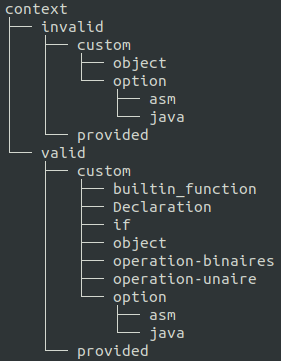 context
├── invalid
│   ├── custom
│   │   ├── object
│   │   └── option
│   │       ├── asm
│   │       └── java
│   └── provided
└── valid
    ├── custom
    │   ├── builtin_function
    │   ├── Declaration
    │   ├── if
    │   ├── object
    │   ├── operation-binaires
    │   ├── operation-unaire
    │   └── option
    │       ├── asm
    │       └── java
    └── provided